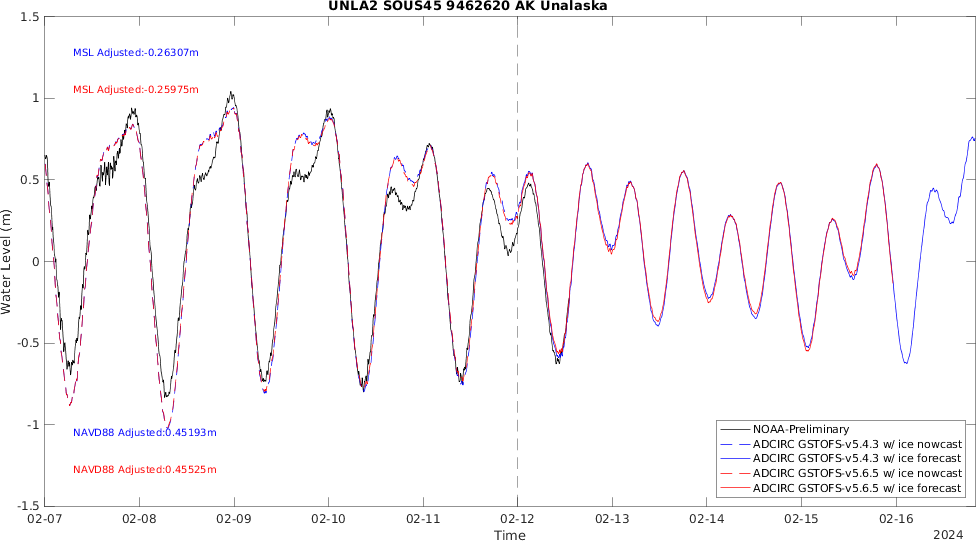 UNLA2 SOUS45 9462620 AK Unalaska
1.5
MSL Adjusted:-0.26307m
1
MSL Adjusted:-0.25975m
0.5
Water Level (m)
0
-0.5
-1
NAVD88 Adjusted:0.45193m
NOAA-Preliminary
ADCIRC GSTOFS-v5.4.3 w/ ice nowcast
ADCIRC GSTOFS-v5.4.3 w/ ice forecast
NAVD88 Adjusted:0.45525m
ADCIRC GSTOFS-v5.6.5 w/ ice nowcast
ADCIRC GSTOFS-v5.6.5 w/ ice forecast
-1.5
02-07 02-08 02-09 02-10 02-11 02-12 02-13 02-14 02-15 02-16
Time
2024